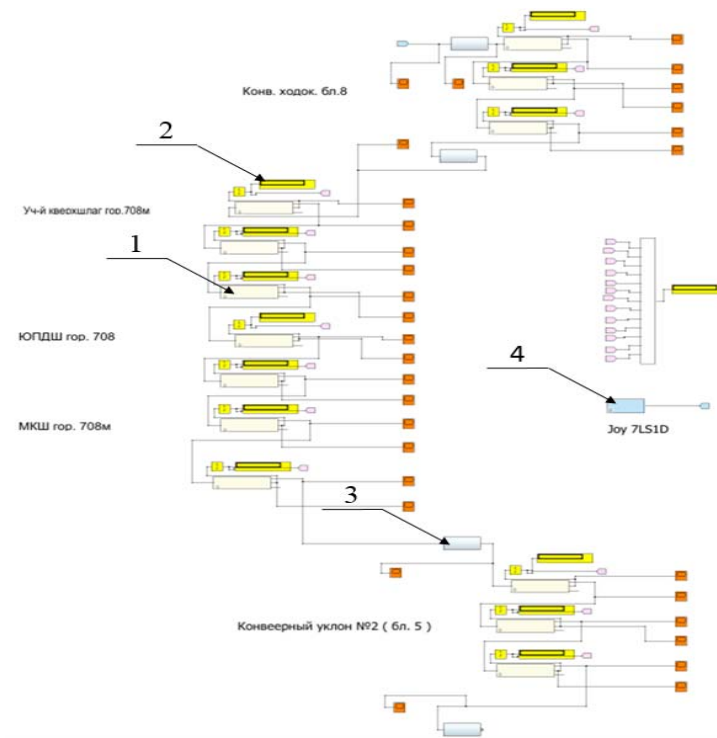 Конв. ходок. бл.8
2
Уч-й кверхшлаг гор.708м
1
ЮПДШ гор. 708
4
МКШ гор. 708м
Joy 7LS1D
3
Конвеерный уклон №2 ( бл. 5 )